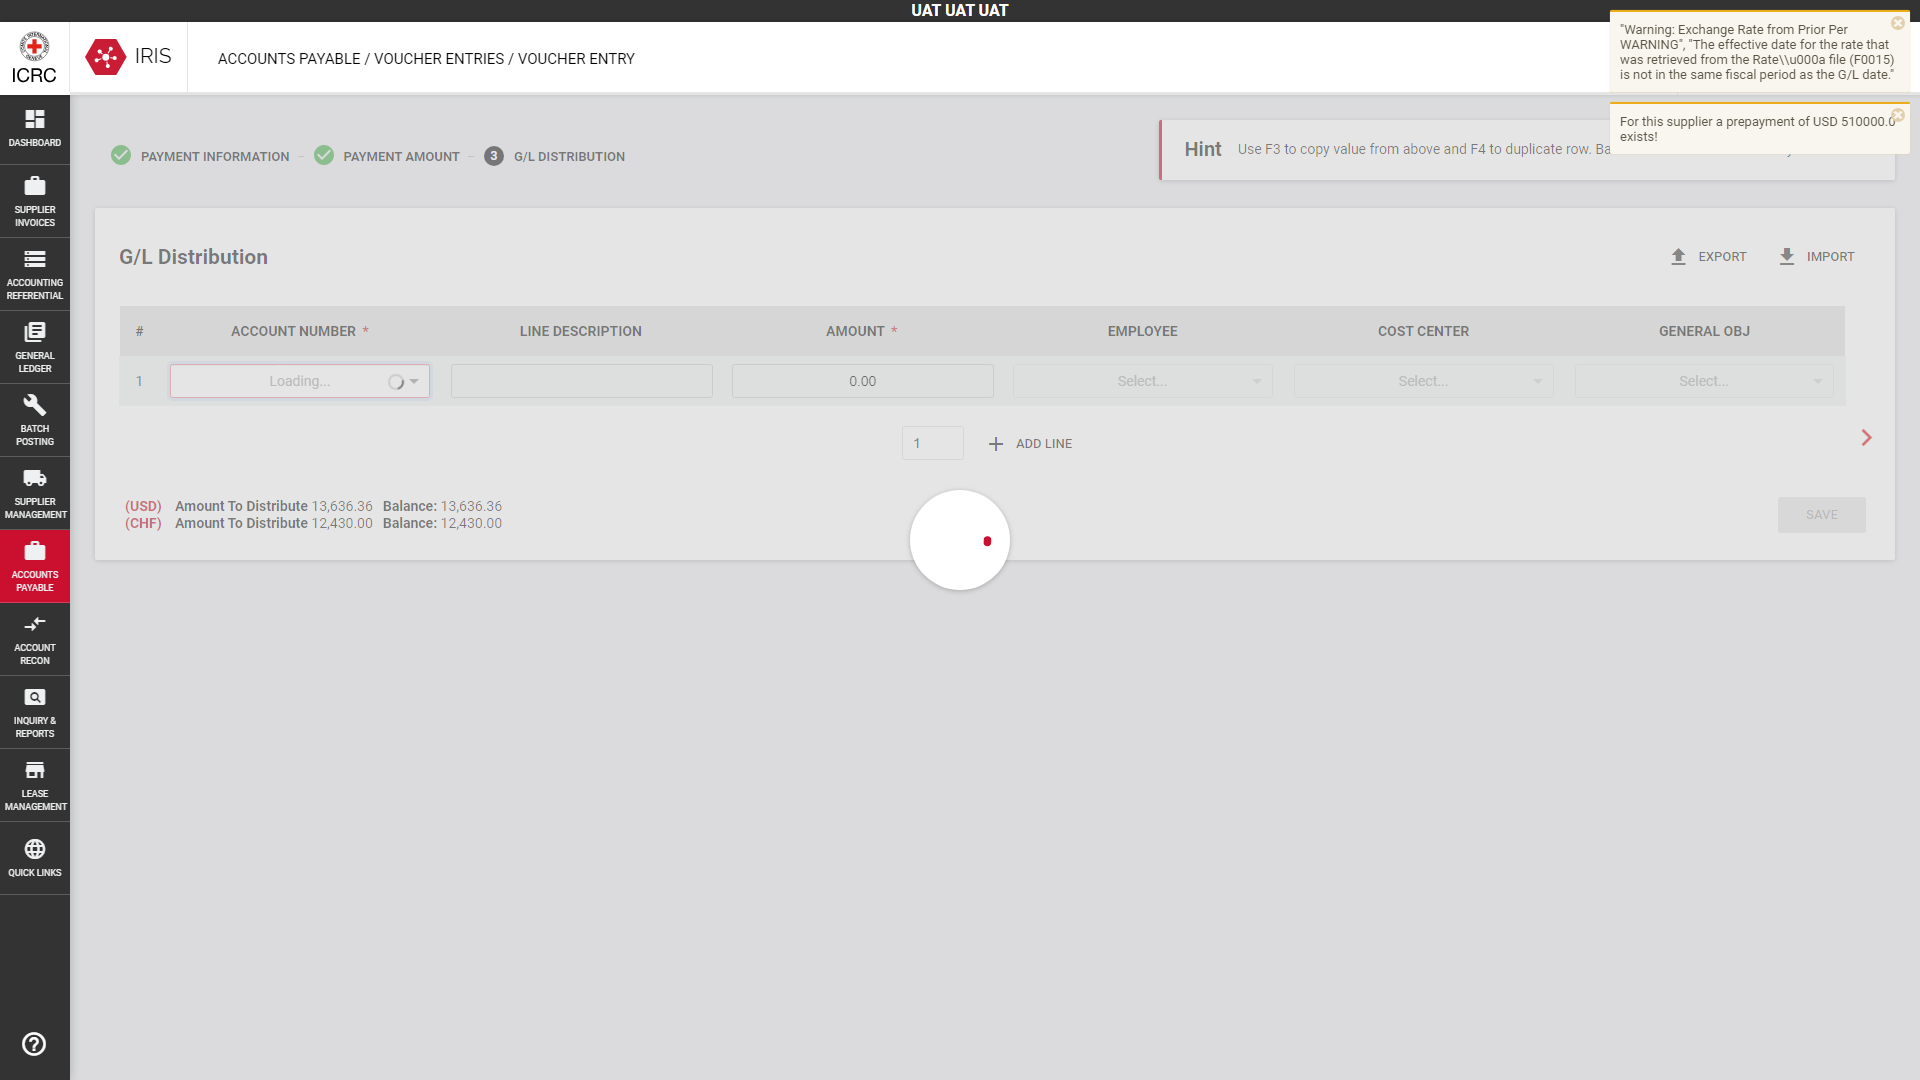 UAT UAT UAT
ICRC
IRIS
ACCOUNTS PAYABLE / VOUCHER ENTRIES / VOUCHER ENTRY
"Warning: Exchange Rate from Prior Per
WARNING", "The effective date for the rate that
was retrieved from the Rate\\u000a file (F0015)
is not in the same fiscal period as the G/L date."
For this supplier a prepayment of USD 510000.0
exists!
DASHBOARD
SUPPLIER
INVOICES
ACCOUNTING
REFERENTIAL
GENERAL
LEDGER
BATCH
POSTING
SUPPLIER
MANAGEMENT
ACCOUNTS
PAYABLE
ACCOUNT
RECON
INQUIRY &
REPORTS
LEASE
MANAGEMENT
QUICK LINKS
PAYMENT INFORMATION
PAYMENT AMOUNT
3 G/L DISTRIBUTION
Hint Use F3 to copy value from above and F4 to duplicate row.
G/L Distribution
EXPORT
IMPORT
# ACCOUNT NUMBER * LINE DESCRIPTION AMOUNT * EMPLOYEE COST CENTER GENERAL OBJ
1 Loading... 0.00 Select... Select... Select...
1 ADD LINE
(USD) Amount To Distribute 13,636.36 Balance: 13,636.36
(CHF) Amount To Distribute 12,430.00 Balance: 12,430.00
SAVE